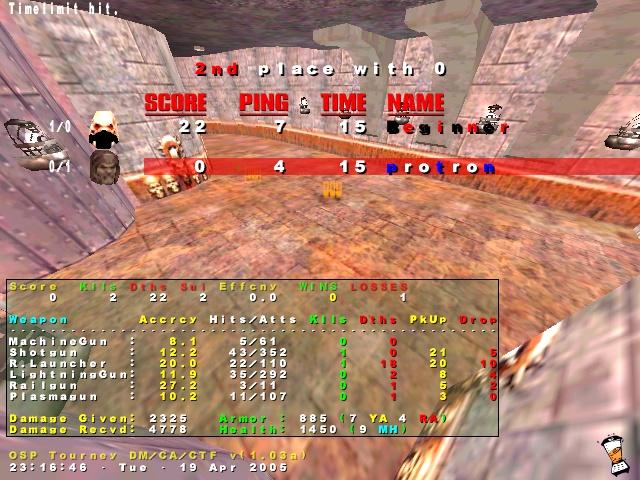 Timelimit hit.
2nd place with 0
SCORE PING TIME NAME
1/0 22 7 15 Beginner
0/1 0 4 15 protron
Score Klls Dths Sui Effcny WINS LOSSES
0 2 22 2 0.0 0 1
Weapon Accrcy Hits/Atts Klls Dths PkUp Drop
MachineGun : 8.1 5/61 0 0
Shotgun : 12.2 43/352 1 0 21 5
R.Launcher : 20.0 22/110 1 18 20 10
LightningGun: 11.9 35/292 0 2 8 4
Railgun : 27.2 3/11 0 1 5 2
Plasmagun : 10.2 11/107 0 1 3 0
Damage Given: 2325 Armor : 885 (7 YA 4 RA)
Damage Recvd: 4778 Health: 1450 (9 MH)
OSP Tourney DM/CA/CTF v(1.03a)
23:16:46 - Tue - 19 Apr 2005